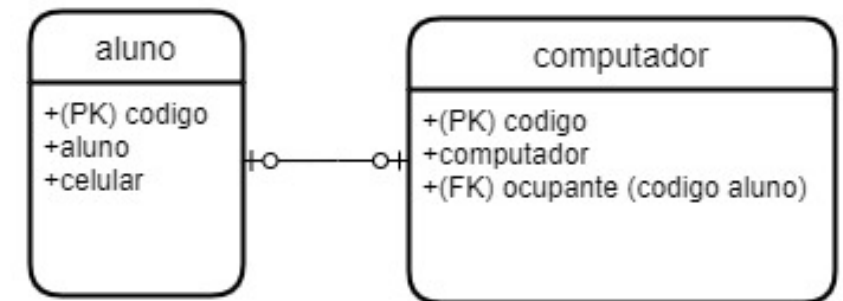 aluno
+(PK) codigo
+aluno
+celular
computador
+(PK) codigo
+computador
+(FK) ocupante (codigo aluno)